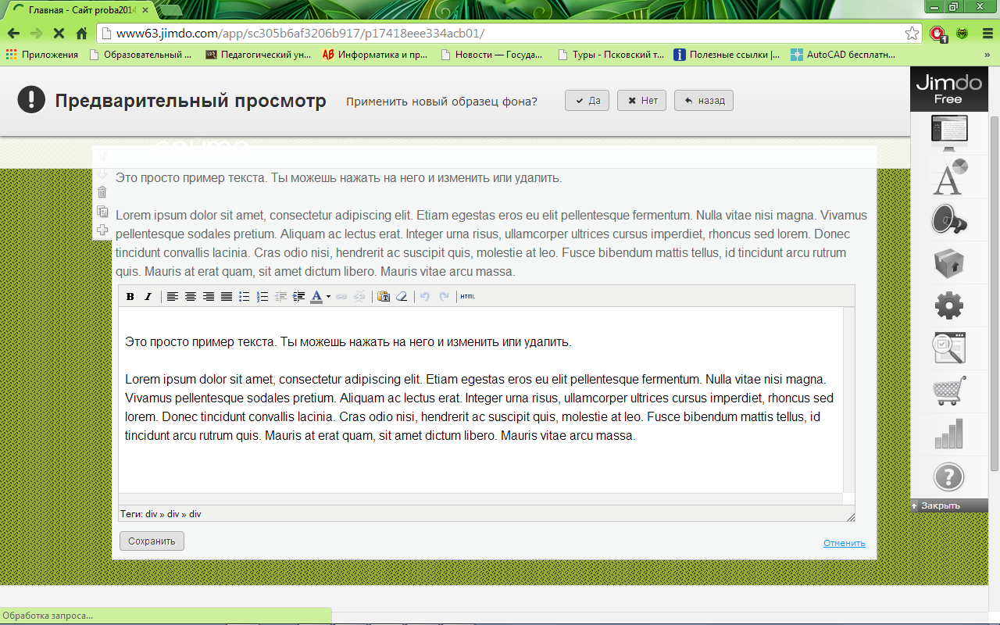 Главная - Сайт proba2014
www63.jimdo.com/app/sc305b6af3206b917/p17418eee334acb01/
1
Приложения
Образовательный ...
Педагогический ун...
Информатика и пр...
Новости — Госуда...
Туры - Псковский т...
Полезные ссылки |...
AutoCAD бесплатн...
»
Предварительный просмотр
Применить новый образец фона?
Да
Нет
назад
Jimdo
Free
Это просто пример текста. Ты можешь нажать на него и изменить или удалить.
Lorem ipsum dolor sit amet, consectetur adipiscing elit. Etiam egestas eros eu elit pellentesque fermentum. Nulla vitae nisi magna. Vivamus
pellentesque sodales pretium. Aliquam ac lectus erat. Integer urna risus, ullamcorper ultrices cursus imperdiet, rhoncus sed lorem. Donec
tincidunt convallis lacinia. Cras odio nisi, hendrerit ac suscipit quis, molestie at leo. Fusce bibendum mattis tellus, id tincidunt arcu rutrum
quis. Mauris at erat quam, sit amet dictum libero. Mauris vitae arcu massa.
B I A HTML
Это просто пример текста. Ты можешь нажать на него и изменить или удалить.
Lorem ipsum dolor sit amet, consectetur adipiscing elit. Etiam egestas eros eu elit pellentesque fermentum. Nulla vitae nisi magna.
Vivamus pellentesque sodales pretium. Aliquam ac lectus erat. Integer urna risus, ullamcorper ultrices cursus imperdiet, rhoncus sed
lorem. Donec tincidunt convallis lacinia. Cras odio nisi, hendrerit ac suscipit quis, molestie at leo. Fusce bibendum mattis tellus, id
tincidunt arcu rutrum quis. Mauris at erat quam, sit amet dictum libero. Mauris vitae arcu massa.
Теги: div » div » div
Сохранить
Отменить
Закрыть
Обработка запроса...